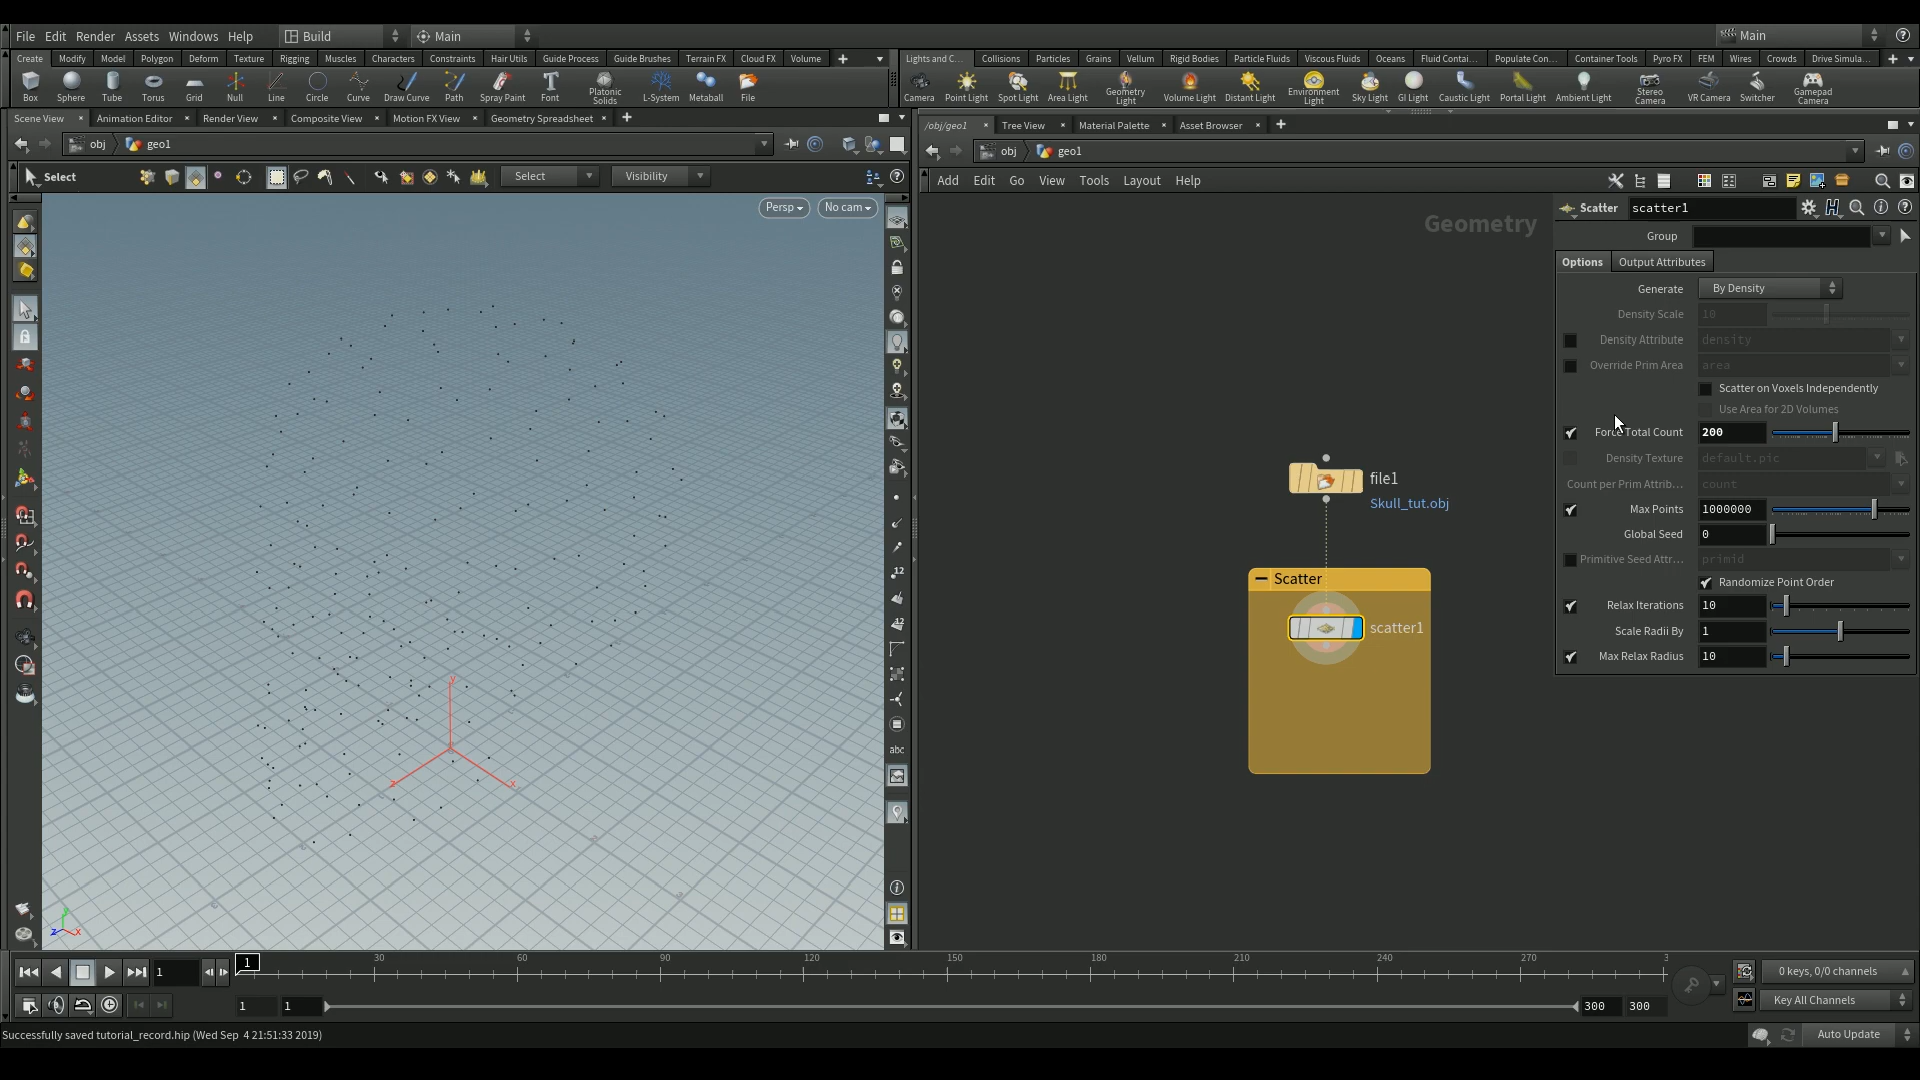 File Edit Render Assets Windows Help Build Main Main
Create Modify Model Polygon Deform Texture Rigging Muscles Characters Constraints Hair Utils Guide Process Guide Brushes Terrain FX Cloud FX Volume
Lights and C... Collisions Particles Grains Vellum Rigid Bodies Particle Fluids Viscous Fluids Oceans Fluid Contai... Populate Con... Container Tools Pyro FX FEM Wires Crowds Drive Simula...
Box Sphere Tube Torus Grid Null Line Circle Curve Draw Curve Path Spray Paint Font Platonic Solids L-System Metaball File
Camera Point Light Spot Light Area Light Geometry Light Volume Light Distant Light Environment Light Sky Light GI Light Caustic Light Portal Light Ambient Light Stereo Camera VR Camera Switcher Gamepad Camera
Scene View Animation Editor Render View Composite View Motion FX View Geometry Spreadsheet
/obj/geo1 Tree View Material Palette Asset Browser
obj geo1
obj geo1
Select Select Visibility
Add Edit Go View Tools Layout Help
Persp No cam
Geometry
Scatter scatter1
Group
Options Output Attributes
Generate By Density
Density Scale 10
Density Attribute density
Override Prim Area area
Scatter on Voxels Independently
Use Area for 2D Volumes
Force Total Count 200
Density Texture default.pic
Count per Prim Attrib... count
Max Points 1000000
Global Seed 0
Primitive Seed Attr... primid
Randomize Point Order
Relax Iterations 10
Scale Radii By 1
Max Relax Radius 10
file1
Skull_tut.obj
Scatter
scatter1
12
12
abc
y
z x
y
z x
1 1 30 60 90 120 150 180 210 240 270 3
0 keys, 0/0 channels
1 1 300 300
Key All Channels
Successfully saved tutorial_record.hip (Wed Sep 4 21:51:33 2019)
Auto Update